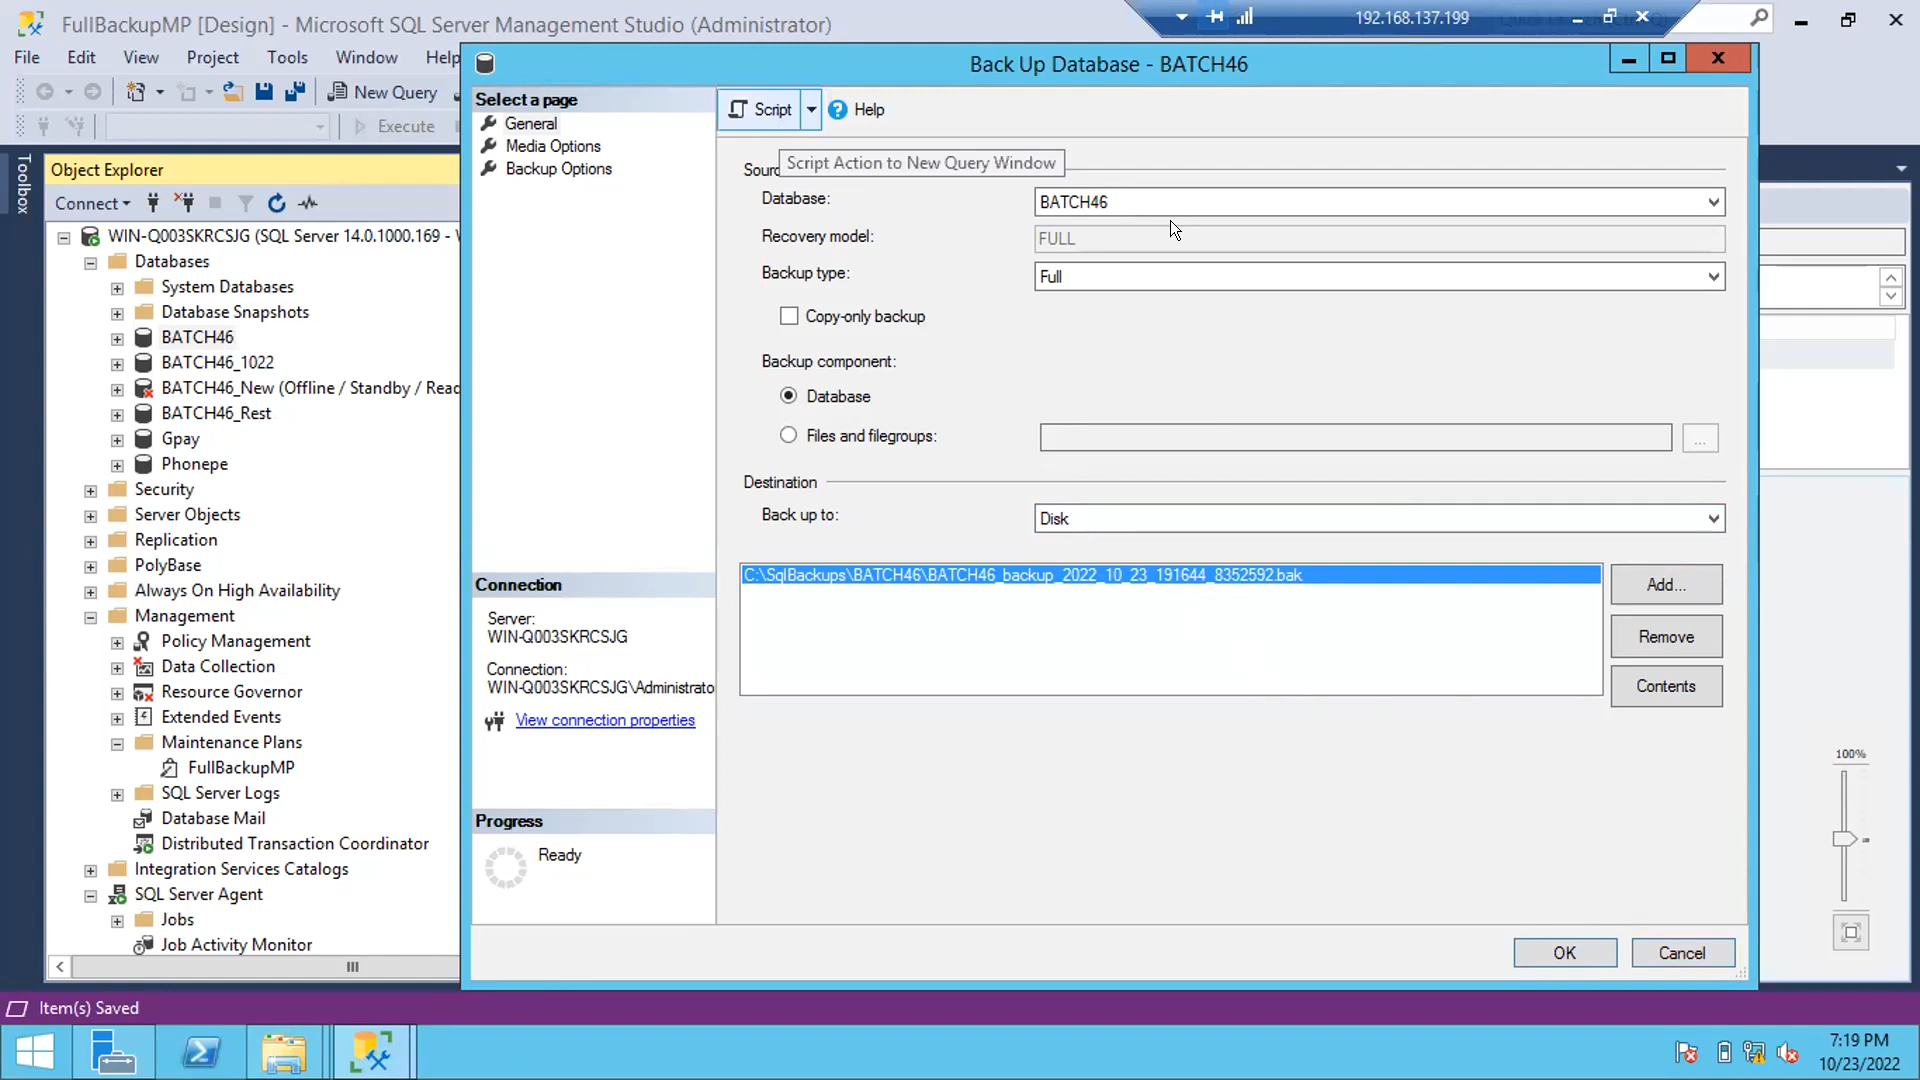 FullBackupMP [Design] - Microsoft SQL Server Management Studio (Administrator)
192.168.137.199
File Edit View Project Tools Window Help
New Query
Execute
Toolbox
Object Explorer
Connect
WIN-Q003SKRCSJG (SQL Server 14.0.1000.169 - W
Databases
System Databases
Database Snapshots
BATCH46
BATCH46_1022
BATCH46_New (Offline / Standby / Read
BATCH46_Rest
Gpay
Phonepe
Security
Server Objects
Replication
PolyBase
Always On High Availability
Management
Policy Management
Data Collection
Resource Governor
Extended Events
Maintenance Plans
FullBackupMP
SQL Server Logs
Database Mail
Distributed Transaction Coordinator
Integration Services Catalogs
SQL Server Agent
Jobs
Job Activity Monitor
Back Up Database - BATCH46
Select a page
General
Media Options
Backup Options
Connection
Server:
WIN-Q003SKRCSJG
Connection:
WIN-Q003SKRCSJG\Administrato
View connection properties
Progress
Ready
Script
Help
Script Action to New Query Window
Sourc
Database: BATCH46
Recovery model: FULL
Backup type: Full
Copy-only backup
Backup component:
Database
Files and filegroups:
...
Destination
Back up to: Disk
C:\SqlBackups\BATCH46\BATCH46_backup_2022_10_23_191644_8352592.bak
Add...
Remove
Contents
OK
Cancel
100%
Item(s) Saved
7:19 PM
10/23/2022